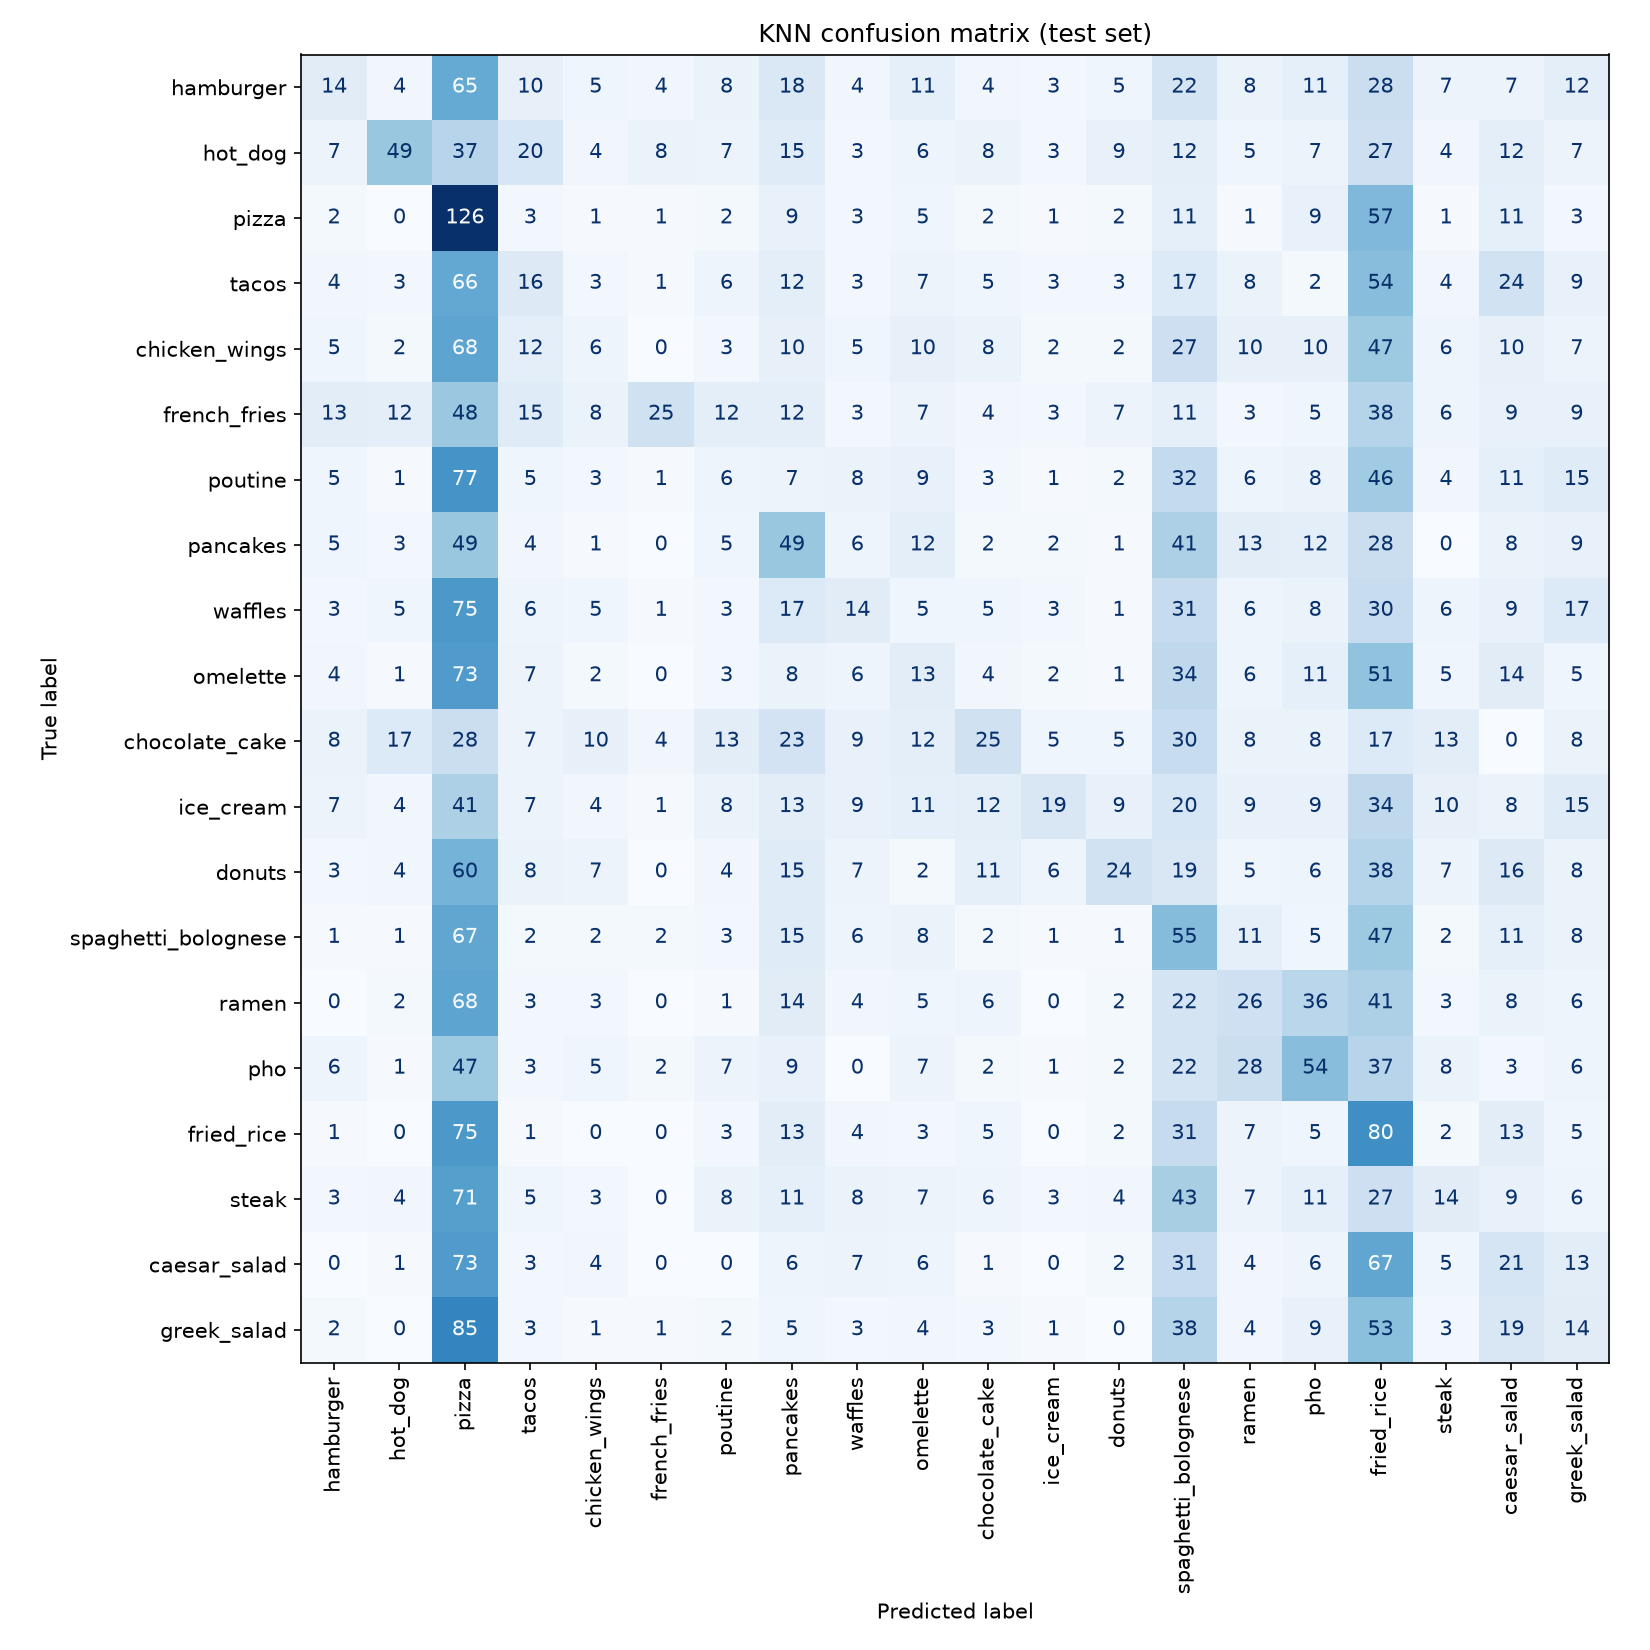 KNN confusion matrix (test set)
hamburger 14 4 65 10 5 4 8 18 4 11 4 3 5 22 8 11 28 7 7 12
hot_dog 7 49 37 20 4 8 7 15 3 6 8 3 9 12 5 7 27 4 12 7
pizza 2 0 126 3 1 1 2 9 3 5 2 1 2 11 1 9 57 1 11 3
tacos 4 3 66 16 3 1 6 12 3 7 5 3 3 17 8 2 54 4 24 9
chicken_wings 5 2 68 12 6 0 3 10 5 10 8 2 2 27 10 10 47 6 10 7
french_fries 13 12 48 15 8 25 12 12 3 7 4 3 7 11 3 5 38 6 9 9
poutine 5 1 77 5 3 1 6 7 8 9 3 1 2 32 6 8 46 4 11 15
pancakes 5 3 49 4 1 0 5 49 6 12 2 2 1 41 13 12 28 0 8 9
waffles 3 5 75 6 5 1 3 17 14 5 5 3 1 31 6 8 30 6 9 17
omelette 4 1 73 7 2 0 3 8 6 13 4 2 1 34 6 11 51 5 14 5
chocolate_cake 8 17 28 7 10 4 13 23 9 12 25 5 5 30 8 8 17 13 0 8
ice_cream 7 4 41 7 4 1 8 13 9 11 12 19 9 20 9 9 34 10 8 15
donuts 3 4 60 8 7 0 4 15 7 2 11 6 24 19 5 6 38 7 16 8
spaghetti_bolognese 1 1 67 2 2 2 3 15 6 8 2 1 1 55 11 5 47 2 11 8
ramen 0 2 68 3 3 0 1 14 4 5 6 0 2 22 26 36 41 3 8 6
pho 6 1 47 3 5 2 7 9 0 7 2 1 2 22 28 54 37 8 3 6
fried_rice 1 0 75 1 0 0 3 13 4 3 5 0 2 31 7 5 80 2 13 5
steak 3 4 71 5 3 0 8 11 8 7 6 3 4 43 7 11 27 14 9 6
caesar_salad 0 1 73 3 4 0 0 6 7 6 1 0 2 31 4 6 67 5 21 13
greek_salad 2 0 85 3 1 1 2 5 3 4 3 1 0 38 4 9 53 3 19 14
True label
hamburger hot_dog pizza tacos chicken_wings french_fries poutine pancakes waffles omelette chocolate_cake ice_cream donuts spaghetti_bolognese ramen pho fried_rice steak caesar_salad greek_salad
Predicted label